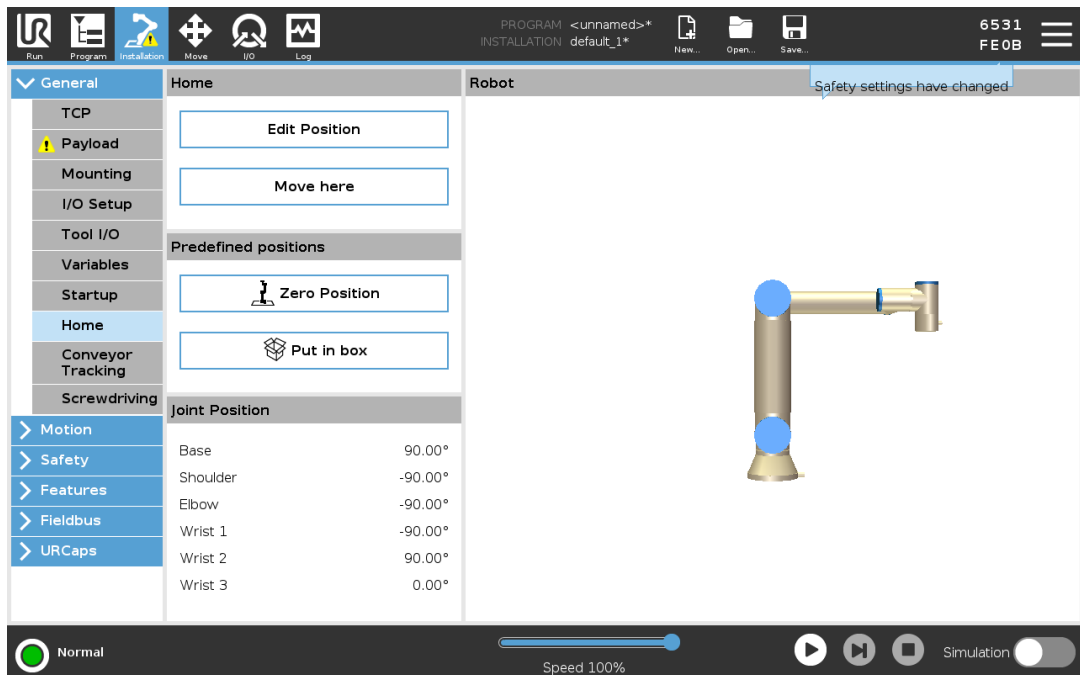 UR
Run
Program
Installation
Move
I/O
Log
PROGRAM <unnamed>*
INSTALLATION default_1*
New...
Open...
Save...
6531
FE0B
Safety settings have changed
General
TCP
Payload
Mounting
I/O Setup
Tool I/O
Variables
Startup
Home
Conveyor
Tracking
Screwdriving
Motion
Safety
Features
Fieldbus
URCaps
Home
Edit Position
Move here
Predefined positions
Zero Position
Put in box
Joint Position
Base 90.00°
Shoulder -90.00°
Elbow -90.00°
Wrist 1 -90.00°
Wrist 2 90.00°
Wrist 3 0.00°
Robot
Normal
Speed 100%
Simulation